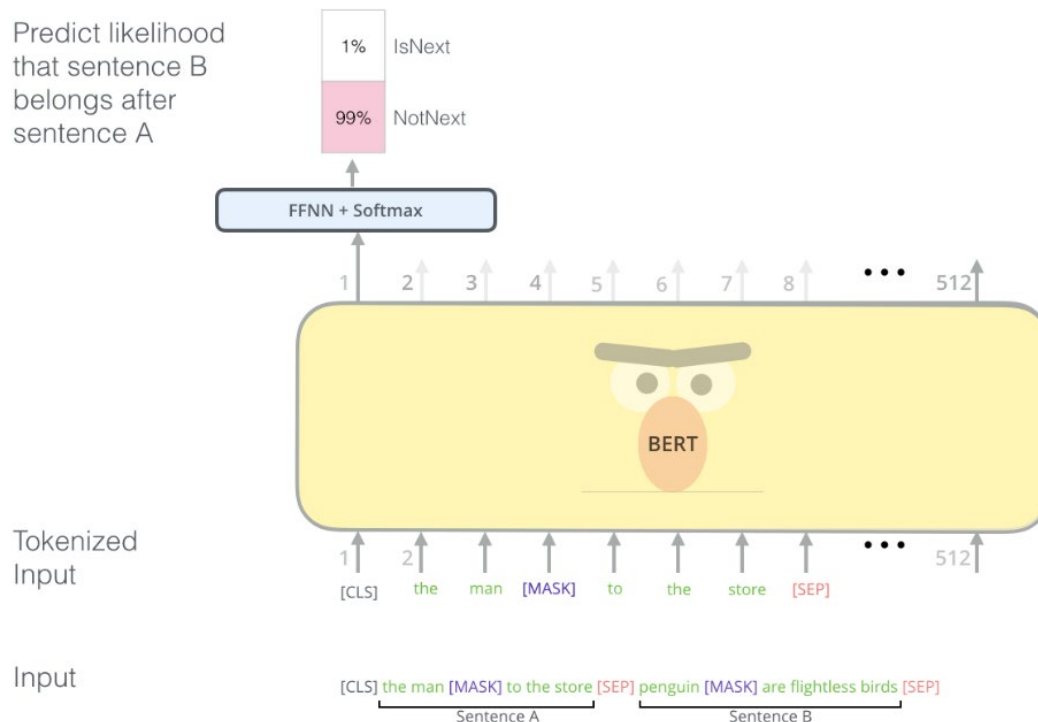 Predict likelihood
that sentence B
belongs after
sentence A
1% IsNext
99% NotNext
FFNN + Softmax
1 2 3 4 5 6 7 8 ••• 512
BERT
Tokenized
Input
1 2 ••• 512
[CLS] the man [MASK] to the store [SEP]
Input
[CLS] the man [MASK] to the store [SEP] penguin [MASK] are flightless birds [SEP]
Sentence A Sentence B